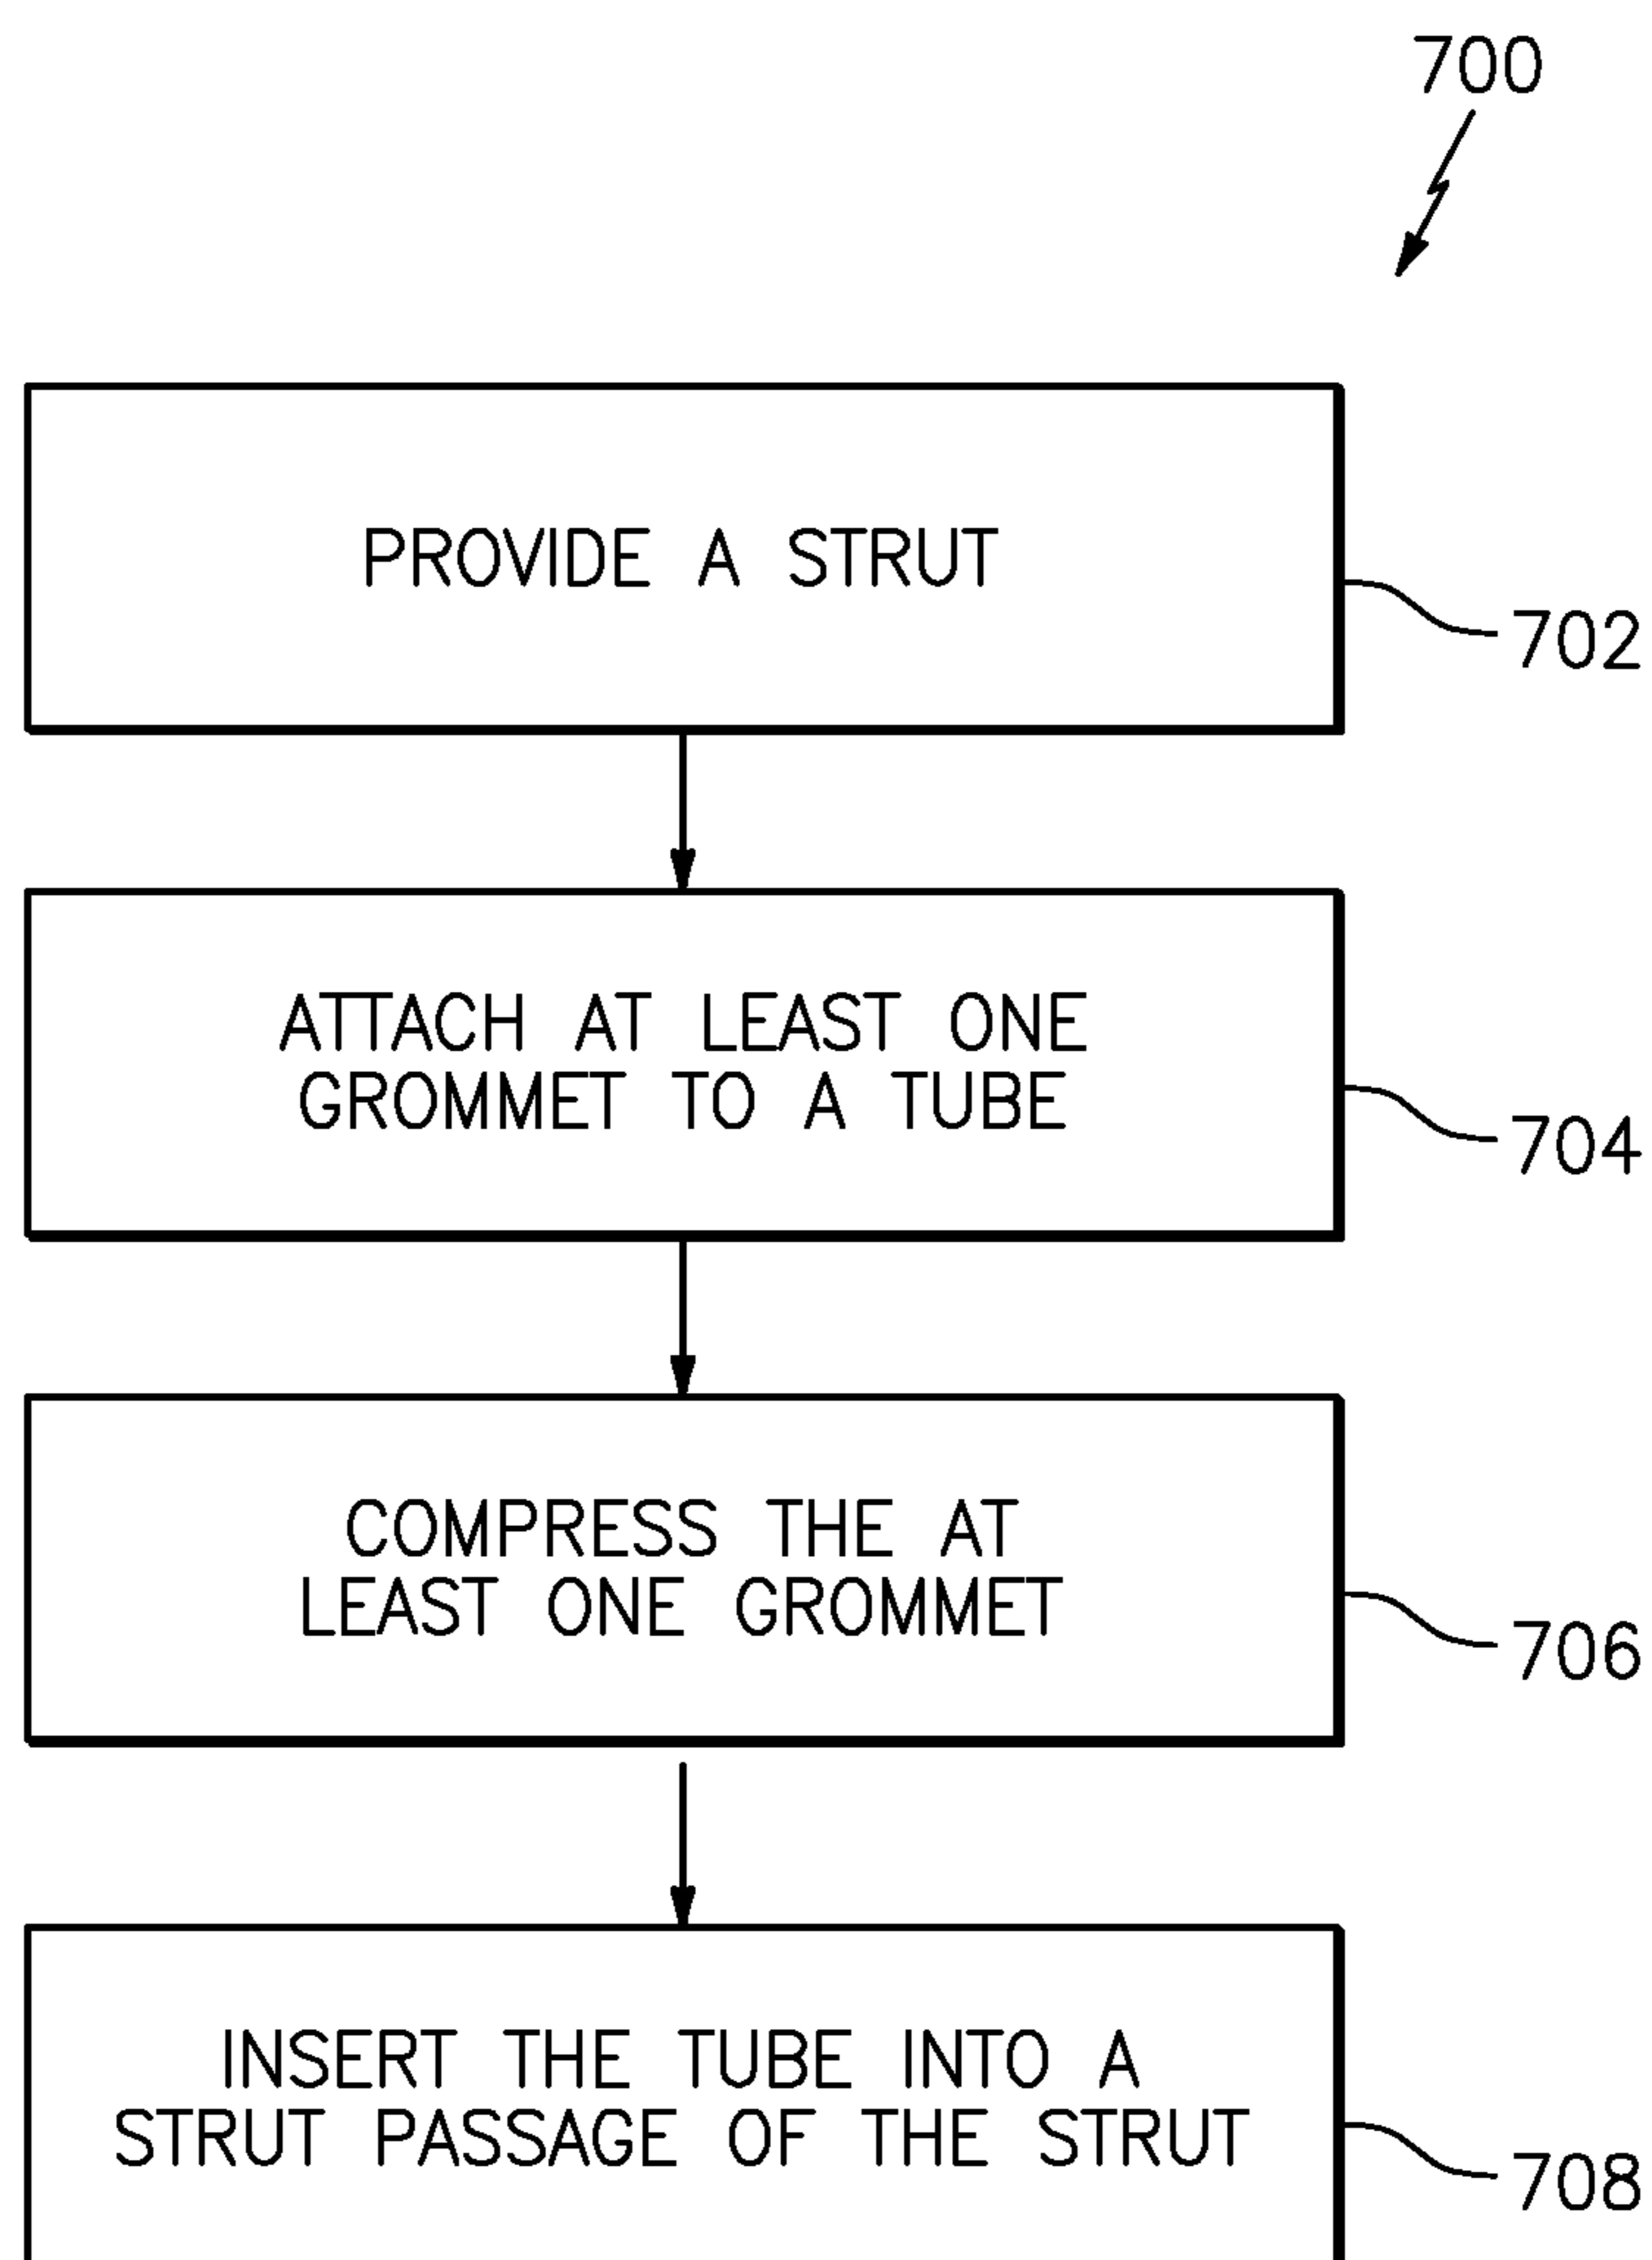 700
PROVIDE A STRUT
702
ATTACH AT LEAST ONE
GROMMET TO A TUBE
704
COMPRESS THE AT
LEAST ONE GROMMET
706
INSERT THE TUBE INTO A
STRUT PASSAGE OF THE STRUT
708